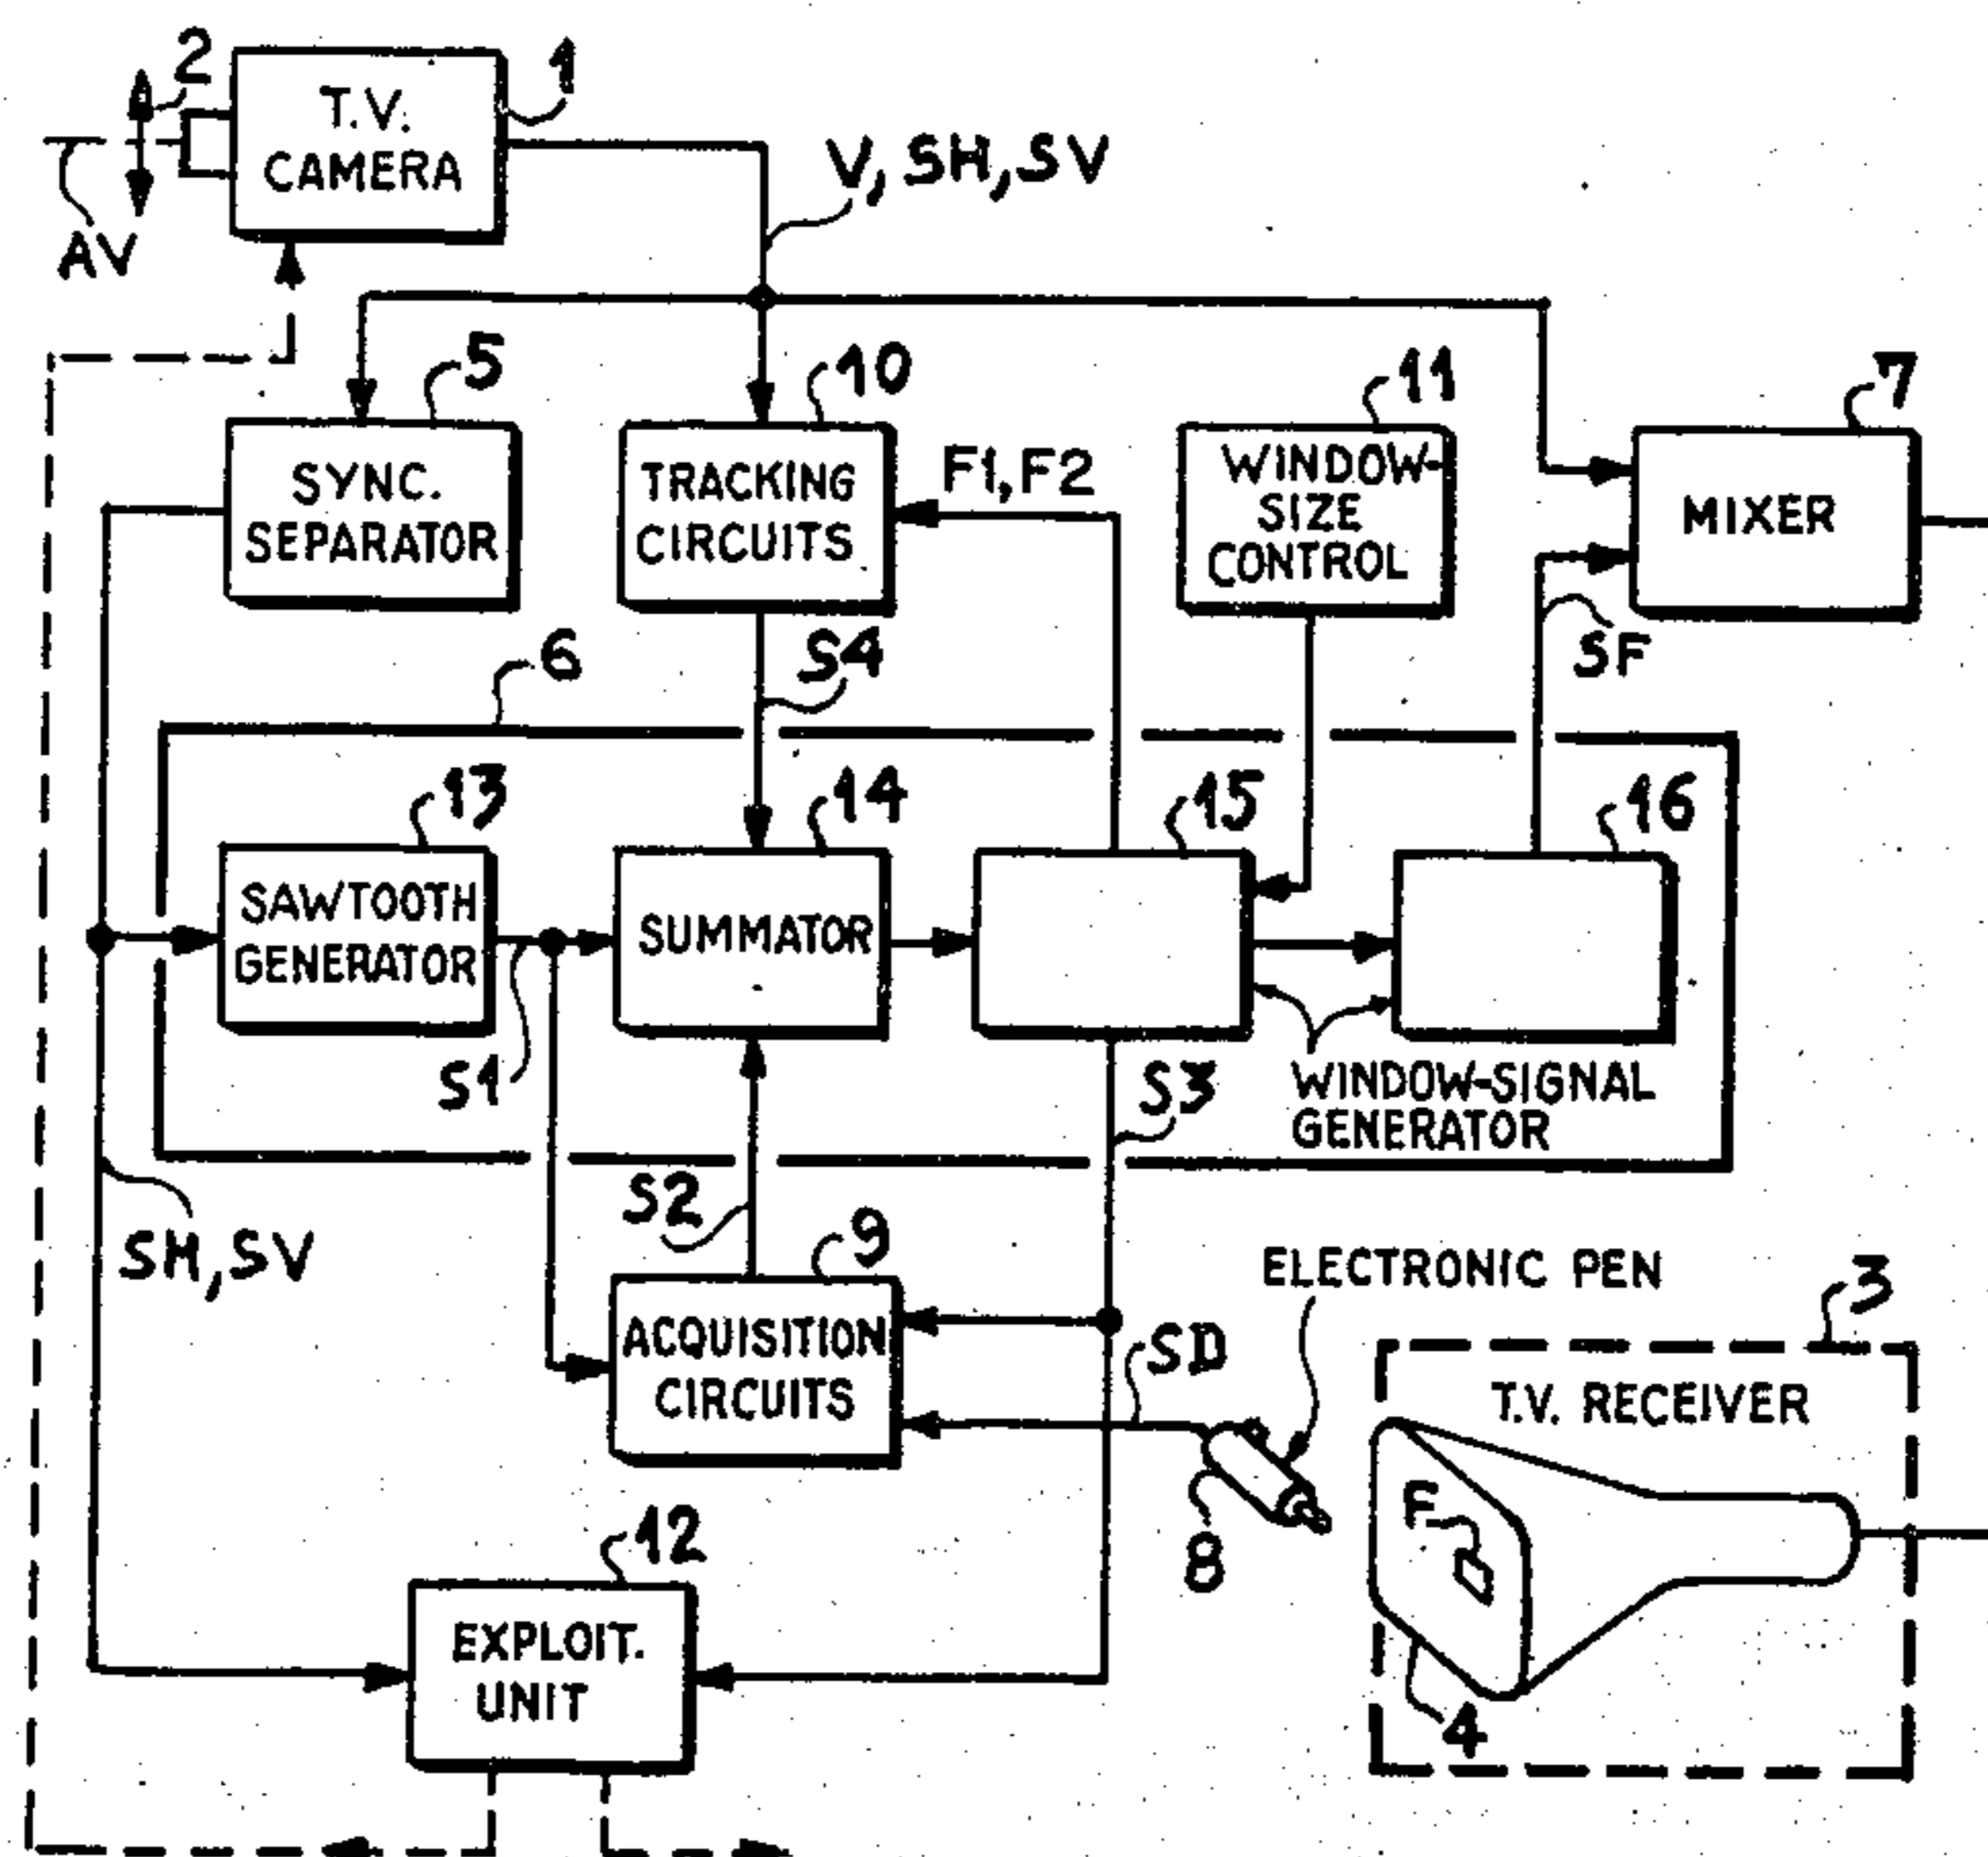 2
1
T.V.
CAMERA
V, SH, SV
AV
5
10
11
7
SYNC.
SEPARATOR
TRACKING
CIRCUITS
F1, F2
WINDOW-
SIZE
CONTROL
MIXER
6
S4
SF
13
14
15
16
SAWTOOTH
GENERATOR
SUMMATOR
S1
S3
WINDOW-SIGNAL
GENERATOR
S2
9
SH, SV
ELECTRONIC PEN
3
ACQUISITION
CIRCUITS
SD
T.V. RECEIVER
F
12
8
EXPLOIT.
UNIT
4